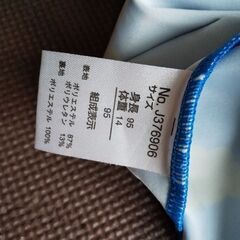 No. J376906
サイズ
身長 95
体重 14
95
組成表示
表地
ポリエステル 87%
ポリウレタン 13%
裏地
ポリエステル 100%